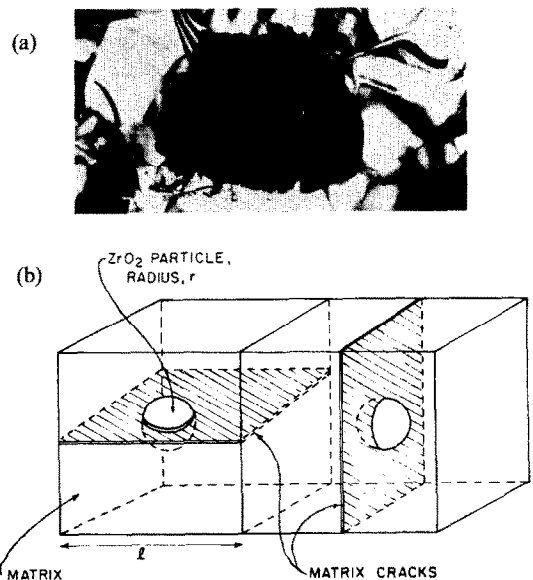 (a)
(b)
ZrO₂ PARTICLE,
RADIUS, r
ℓ
MATRIX
MATRIX CRACKS